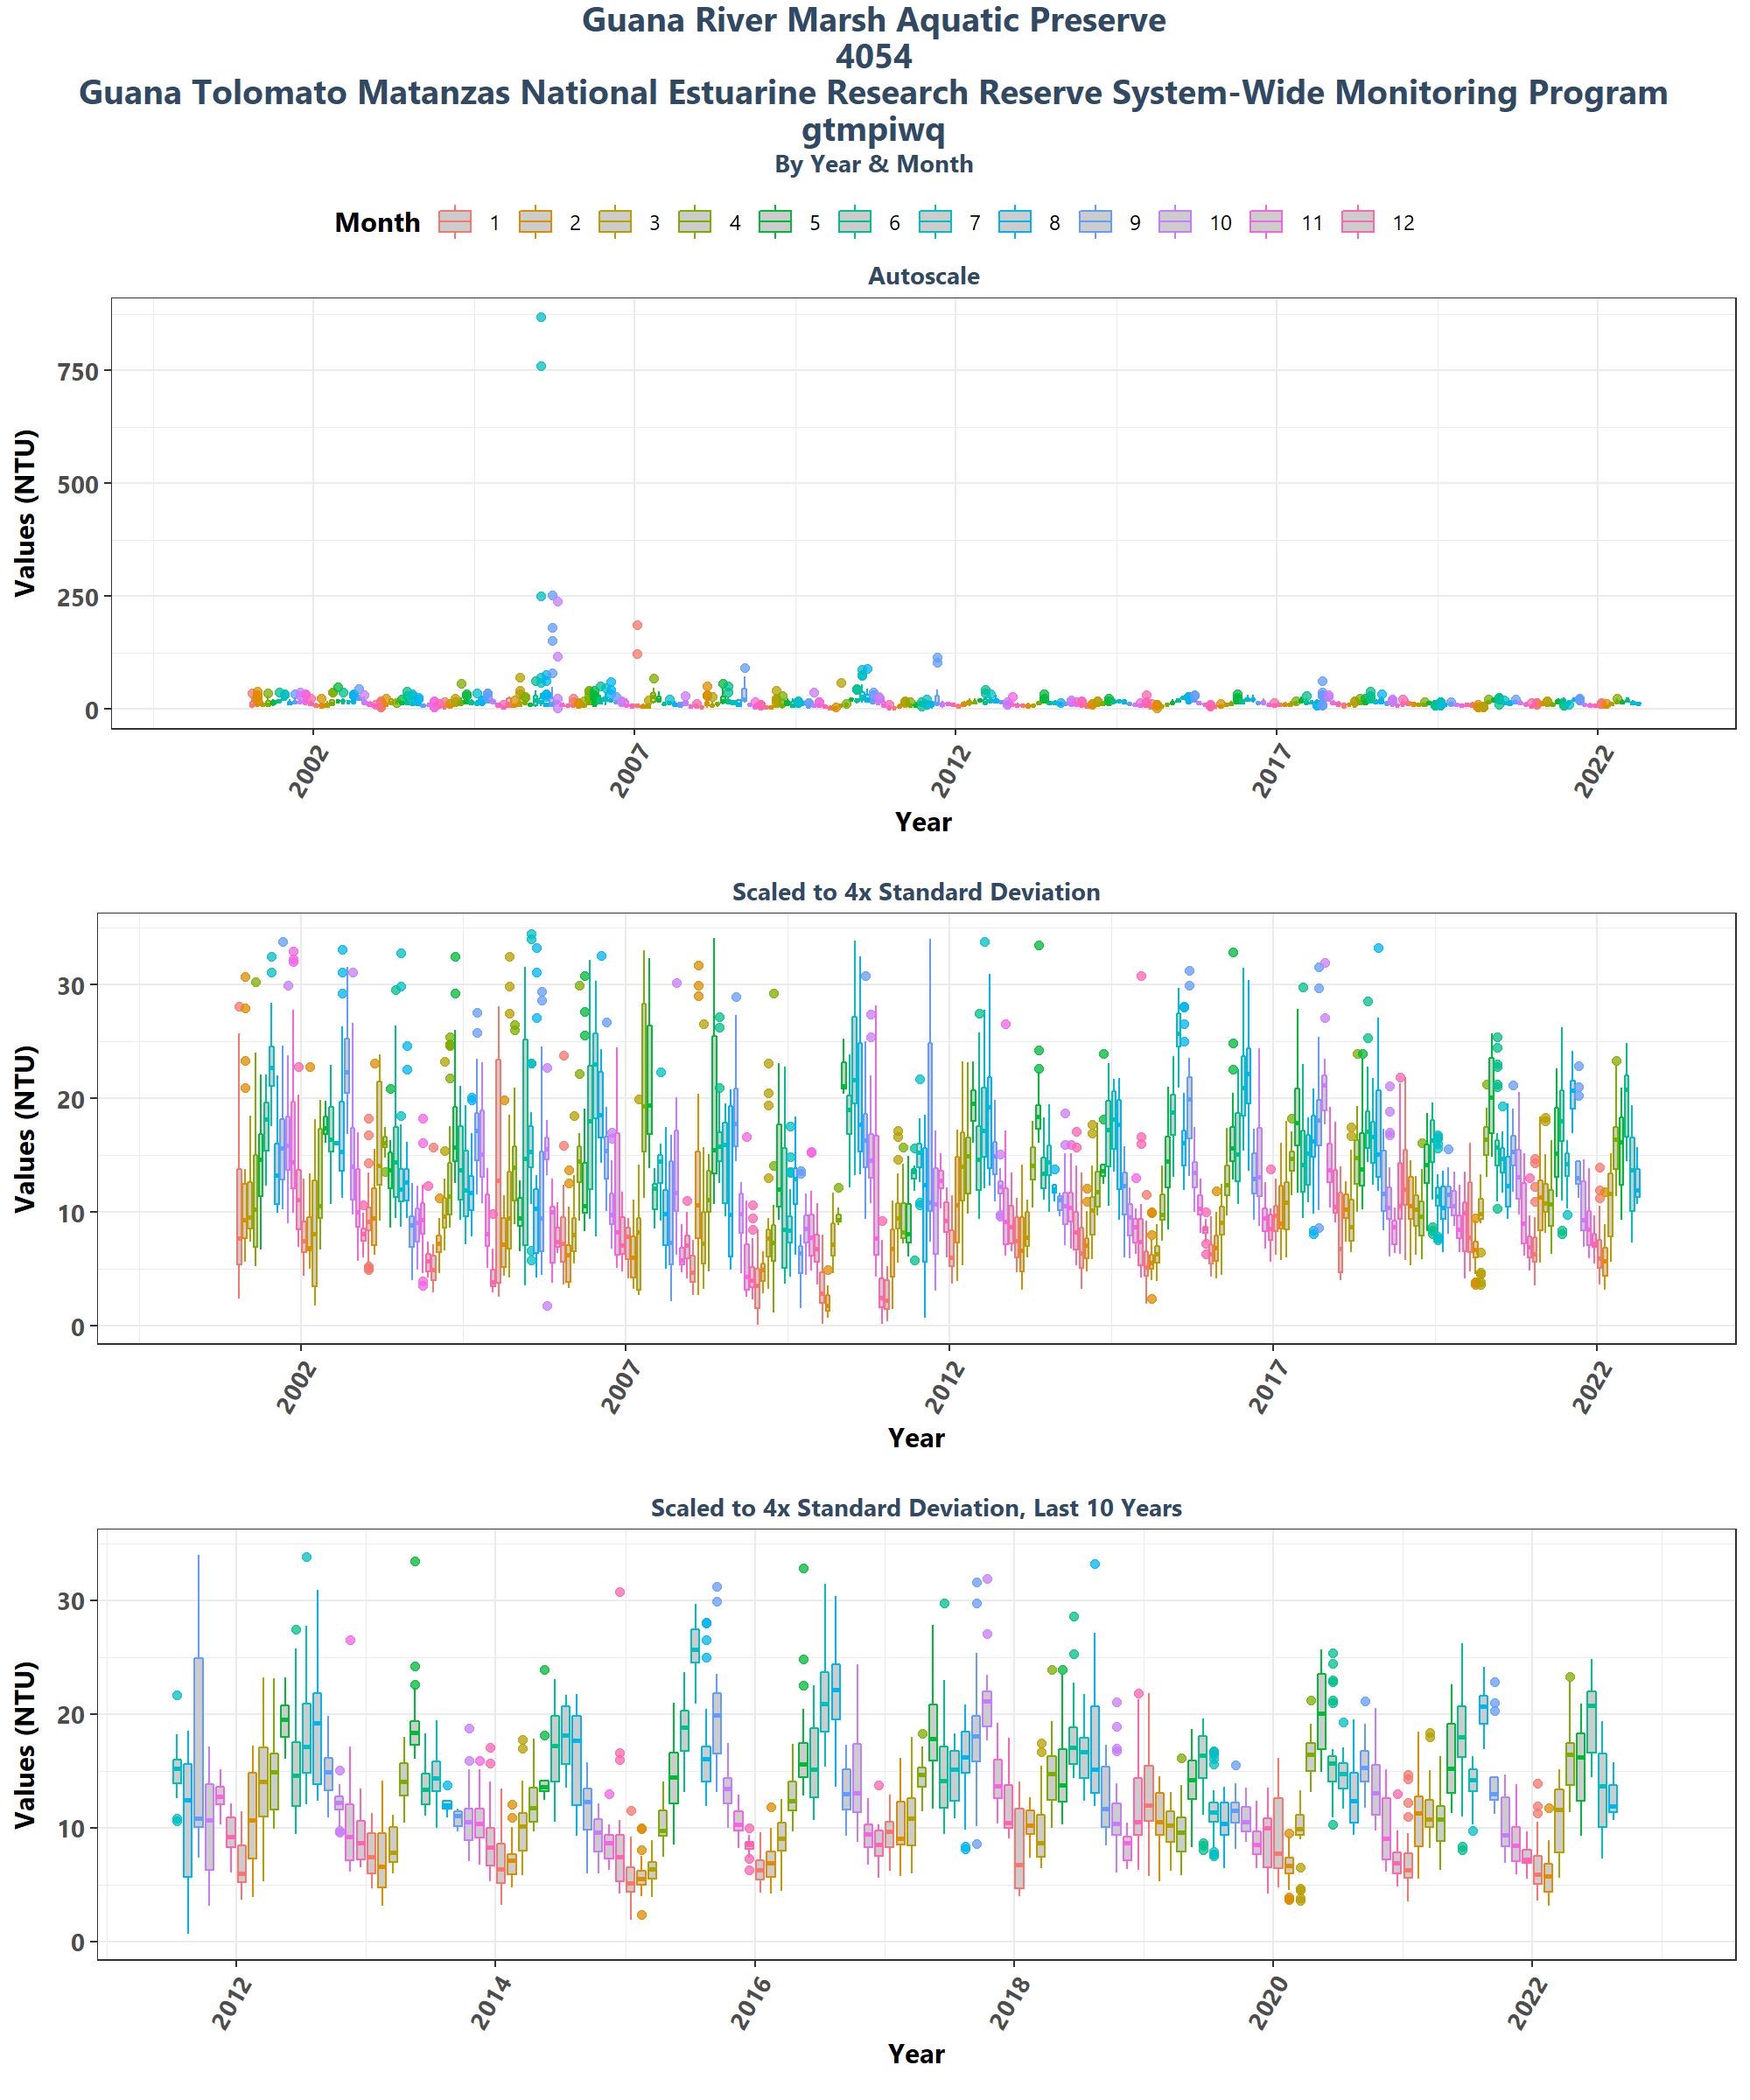 Guana River Marsh Aquatic Preserve
4054
Guana Tolomato Matanzas National Estuarine Research Reserve System-Wide Monitoring Program
gtmpiwq
By Year & Month
Month 1 2 3 4 5 6 7 8 9 10 11 12
Autoscale
Values (NTU)
750
500
250
0
2002 2007 2012 2017 2022
Year
Scaled to 4x Standard Deviation
Values (NTU)
30
20
10
0
2002 2007 2012 2017 2022
Year
Scaled to 4x Standard Deviation, Last 10 Years
Values (NTU)
30
20
10
0
2012 2014 2016 2018 2020 2022
Year